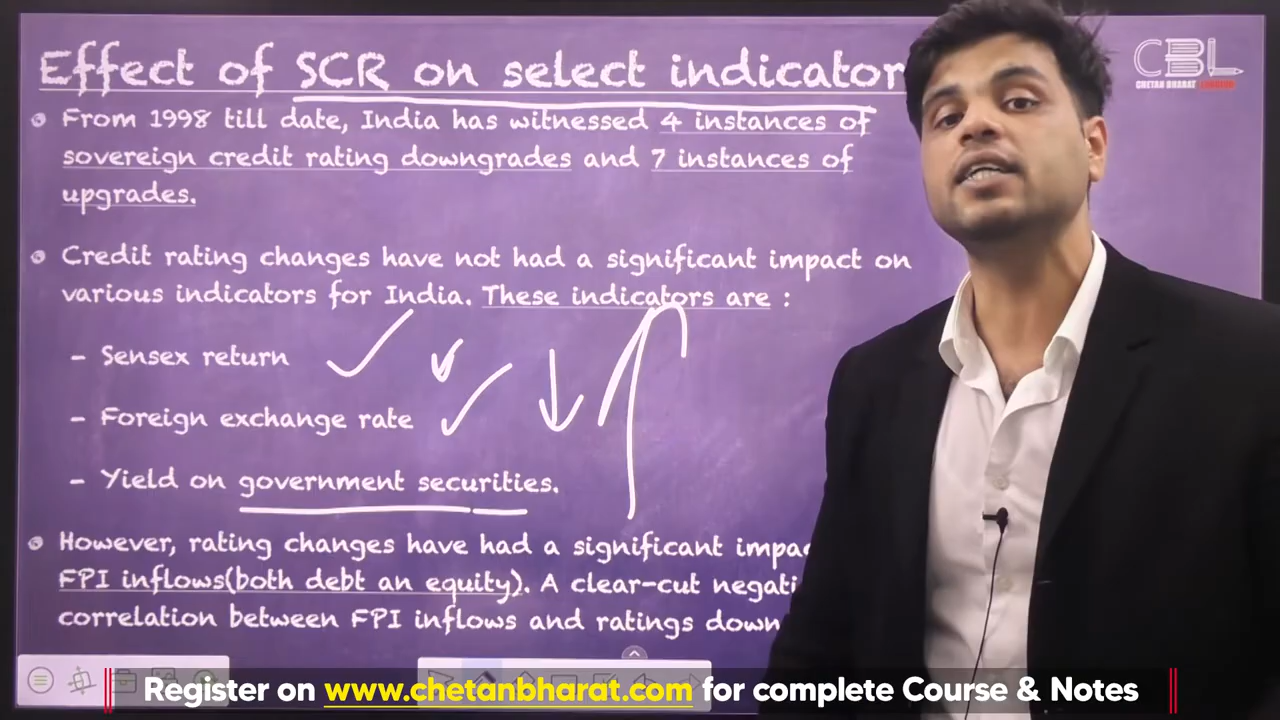 Effect of SCR on select indicator
CBL
CHETAN BHARAT LEARNING
From 1998 till date, India has witnessed 4 instances of
sovereign credit rating downgrades and 7 instances of
upgrades.
Credit rating changes have not had a significant impact on
various indicators for India. These indicators are :
- Sensex return
- Foreign exchange rate
- Yield on government securities.
However, rating changes have had a significant impac
FPI inflows(both debt an equity). A clear-cut negati
correlation between FPI inflows and ratings down
Register on www.chetanbharat.com for complete Course & Notes